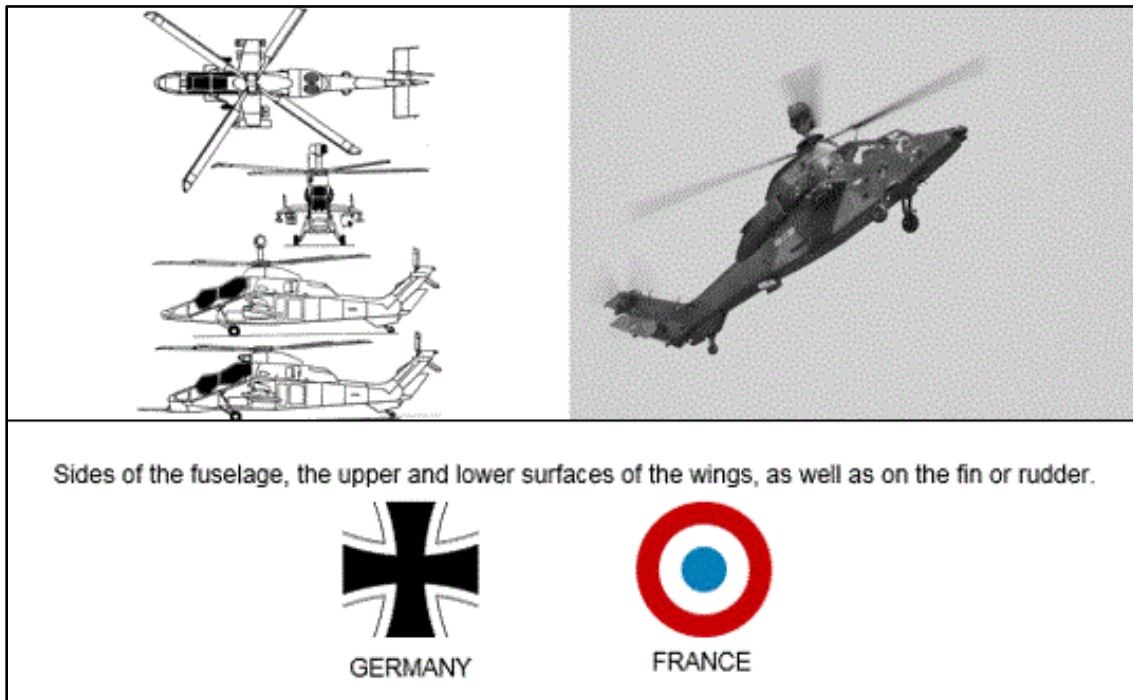 Sides of the fuselage, the upper and lower surfaces of the wings, as well as on the fin or rudder.
GERMANY
FRANCE